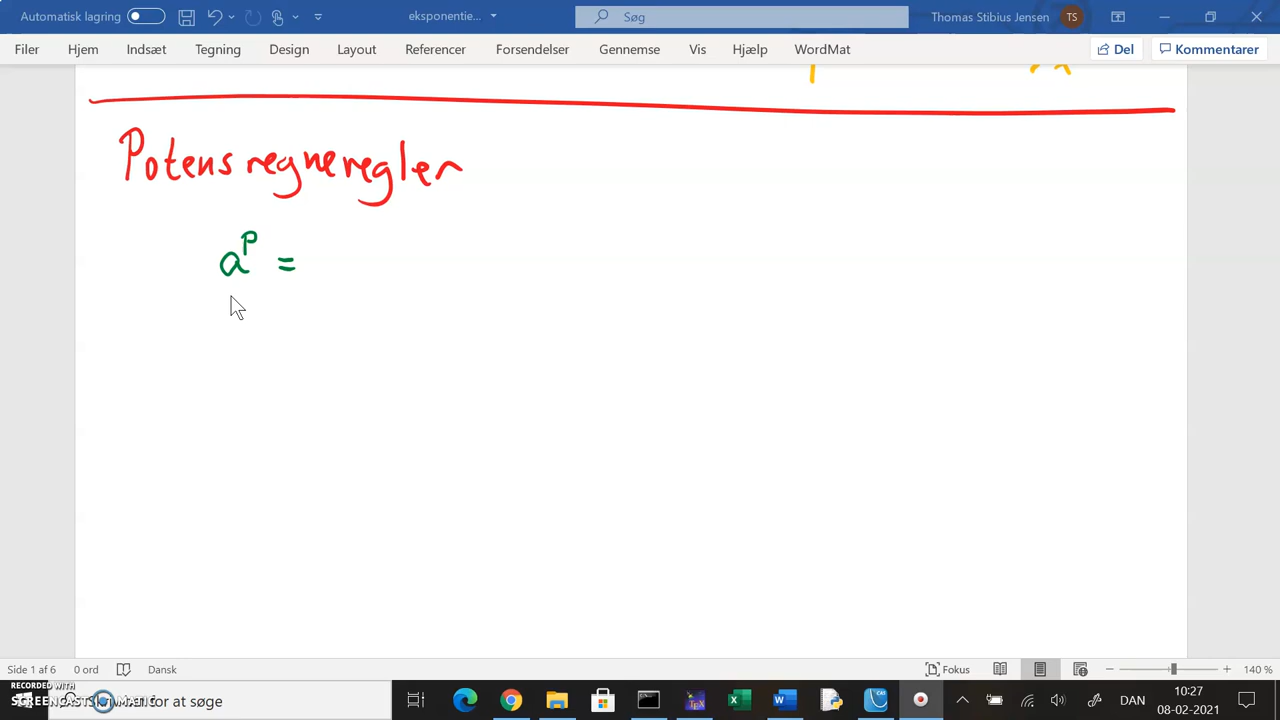 Automatisk lagring eksponentie... Søg Thomas Stibius Jensen TS
Filer Hjem Indsæt Tegning Design Layout Referencer Forsendelser Gennemse Vis Hjælp WordMat Del Kommentarer
Potensregneregler
a^p =
Side 1 af 6 0 ord Dansk Fokus 140 %
RECORDED WITH
SCREENCAST-O-MATIC
for at søge
DAN 10:27
08-02-2021